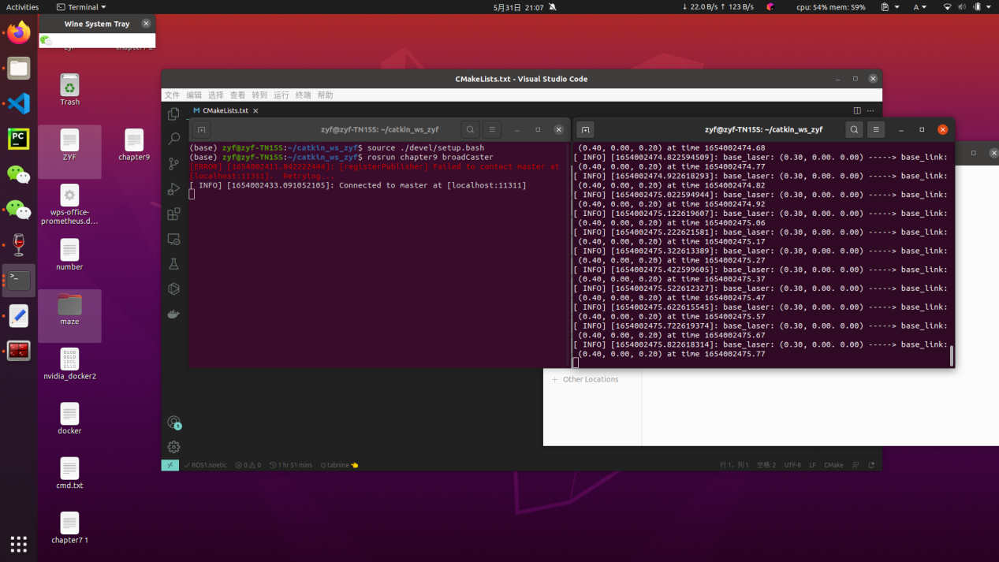 Activities
Terminal
5月31日 21:07
↓ 22.0 B/s ↑ 123 B/s
cpu: 54% mem: 59%
A
Wine System Tray
Trash
ZYF
chapter9
wps-office-prometheus.d…
number
maze
nvidia_docker2
docker
cmd.txt
chapter7 1
CMakeLists.txt - Visual Studio Code
文件 编辑 选择 查看 转到 运行 终端 帮助
M CMakeLists.txt
zyf@zyf-TN15S: ~/catkin_ws_zyf
(base) zyf@zyf-TN15S:~/catkin_ws_zyf$ source ./devel/setup.bash
(base) zyf@zyf-TN15S:~/catkin_ws_zyf$ rosrun chapter9 broadCaster
[ERROR] [1654002411.842222444]: [registerPublisher] Failed to contact master at
[localhost:11311].  Retrying...
[ INFO] [1654002433.091052105]: Connected to master at [localhost:11311]
zyf@zyf-TN15S: ~/catkin_ws_zyf
(0.40, 0.00, 0.20) at time 1654002474.68
[ INFO] [1654002474.822594509]: base_laser: (0.30, 0.00. 0.00) -----> base_link:
(0.40, 0.00, 0.20) at time 1654002474.77
[ INFO] [1654002474.922618293]: base_laser: (0.30, 0.00. 0.00) -----> base_link:
(0.40, 0.00, 0.20) at time 1654002474.82
[ INFO] [1654002475.022594944]: base_laser: (0.30, 0.00. 0.00) -----> base_link:
(0.40, 0.00, 0.20) at time 1654002474.92
[ INFO] [1654002475.122619607]: base_laser: (0.30, 0.00. 0.00) -----> base_link:
(0.40, 0.00, 0.20) at time 1654002475.06
[ INFO] [1654002475.222621581]: base_laser: (0.30, 0.00. 0.00) -----> base_link:
(0.40, 0.00, 0.20) at time 1654002475.17
[ INFO] [1654002475.322613389]: base_laser: (0.30, 0.00. 0.00) -----> base_link:
(0.40, 0.00, 0.20) at time 1654002475.27
[ INFO] [1654002475.422599605]: base_laser: (0.30, 0.00. 0.00) -----> base_link:
(0.40, 0.00, 0.20) at time 1654002475.37
[ INFO] [1654002475.522612327]: base_laser: (0.30, 0.00. 0.00) -----> base_link:
(0.40, 0.00, 0.20) at time 1654002475.47
[ INFO] [1654002475.622615545]: base_laser: (0.30, 0.00. 0.00) -----> base_link:
(0.40, 0.00, 0.20) at time 1654002475.57
[ INFO] [1654002475.722619374]: base_laser: (0.30, 0.00. 0.00) -----> base_link:
(0.40, 0.00, 0.20) at time 1654002475.67
[ INFO] [1654002475.822618314]: base_laser: (0.30, 0.00. 0.00) -----> base_link:
(0.40, 0.00, 0.20) at time 1654002475.77
+ Other Locations
ROS1.noetic
0 0
1 hr 51 mins
tabnine
行 1，列 1
空格: 2
UTF-8
LF
CMake
PC
1